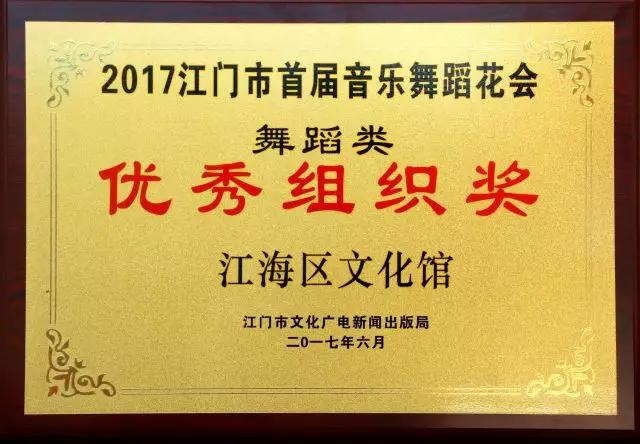 2017江门市首届音乐舞蹈花会
舞蹈类
优秀组织奖
江海区文化馆
江门市文化广电新闻出版局
二0一七年六月